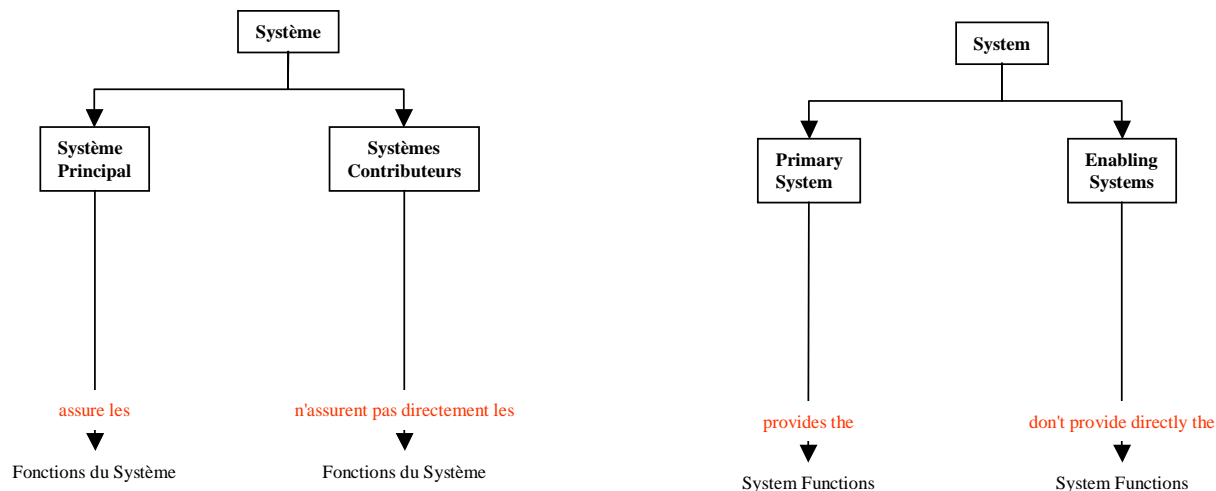 Système
Système
Principal
Systèmes
Contributeurs
assure les
n'assurent pas directement les
Fonctions du Système
Fonctions du Système
System
Primary
System
Enabling
Systems
provides the
don't provide directly the
System Functions
System Functions